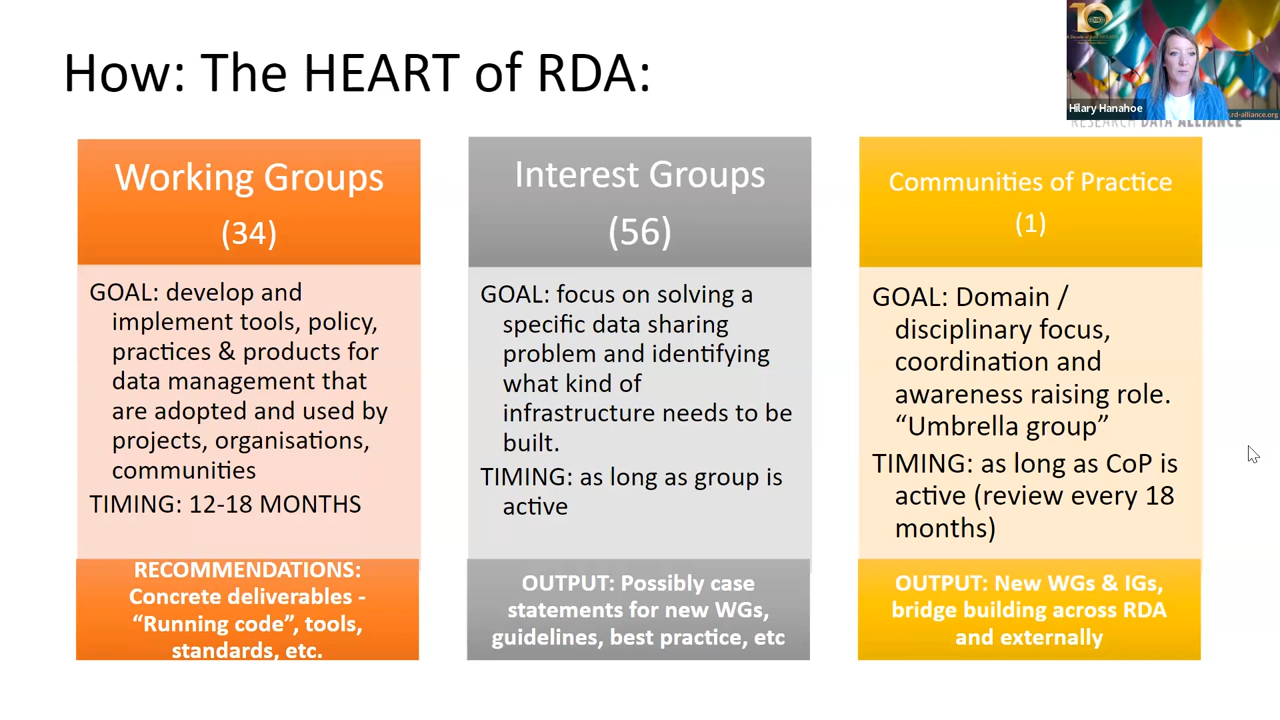 How: The HEART of RDA:
10
Hilary Hanahoe
rd-alliance.org
RESEARCH DATA ALLIANCE
Working Groups
(34)
GOAL: develop and
implement tools, policy,
practices & products for
data management that
are adopted and used by
projects, organisations,
communities
TIMING: 12-18 MONTHS
RECOMMENDATIONS:
Concrete deliverables -
“Running code”, tools,
standards, etc.
Interest Groups
(56)
GOAL: focus on solving a
specific data sharing
problem and identifying
what kind of
infrastructure needs to be
built.
TIMING: as long as group is
active
OUTPUT: Possibly case
statements for new WGs,
guidelines, best practice, etc
Communities of Practice
(1)
GOAL: Domain /
disciplinary focus,
coordination and
awareness raising role.
“Umbrella group”
TIMING: as long as CoP is
active (review every 18
months)
OUTPUT: New WGs & IGs,
bridge building across RDA
and externally